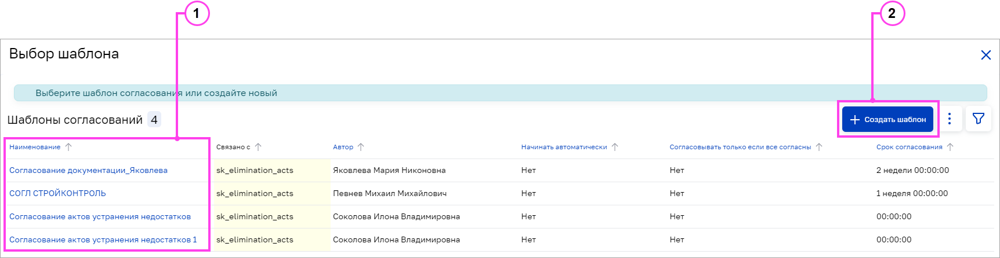 1
2
Выбор шаблона
Выберите шаблон согласования или создайте новый
Шаблоны согласований 4
Создать шаблон
Наименование Связано с Автор Начинать автоматически Согласовывать только если все согласны Срок согласования
Согласование документации_Яковлева sk_elimination_acts Яковлева Мария Никоновна Нет Нет 2 недели 00:00:00
СОГЛ СТРОЙКОНТРОЛЬ sk_elimination_acts Певнев Михаил Михайлович Нет Нет 1 неделя 00:00:00
Согласование актов устранения недостатков sk_elimination_acts Соколова Илона Владимировна Нет Нет 00:00:00
Согласование актов устранения недостатков 1 sk_elimination_acts Соколова Илона Владимировна Нет Нет 00:00:00